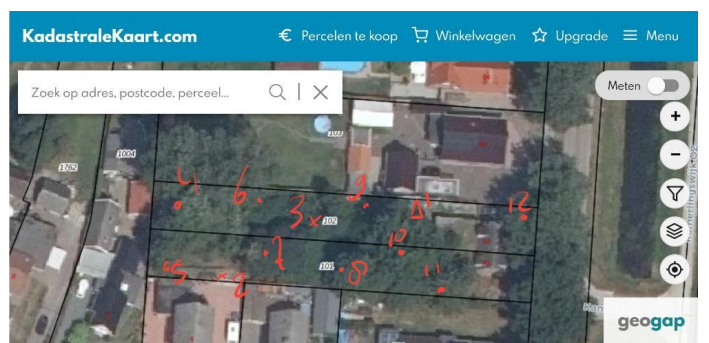 KadastraleKaart.com € Percelen te koop Winkelwagen Upgrade Menu
Zoek op adres, postcode, perceel...
Meten
+
−
103
1004
1762
4 6 3 102 9 1 12
7 10
5 2 101 8 11
geogap